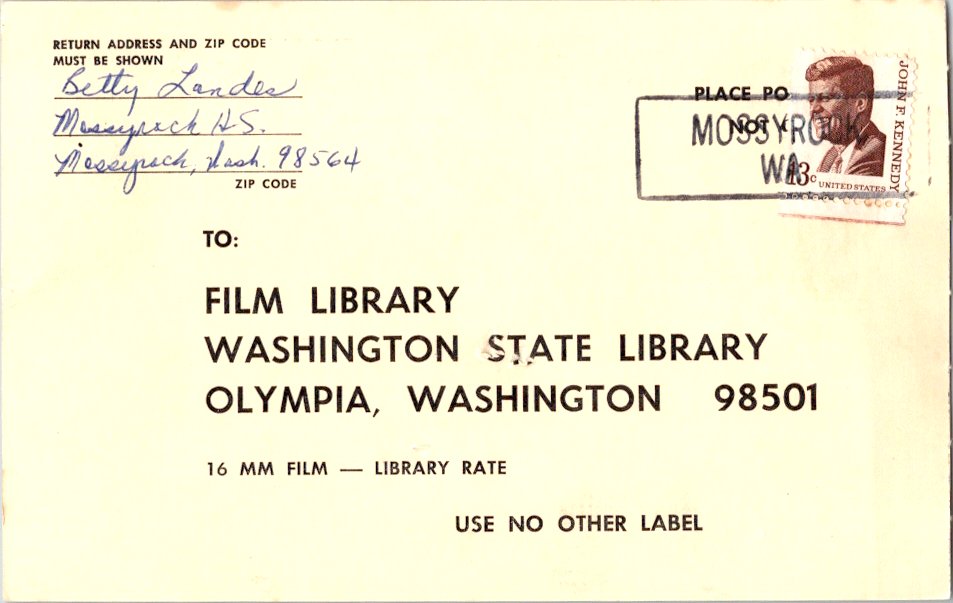 RETURN ADDRESS AND ZIP CODE
MUST BE SHOWN
Betty Landes
Mossyrock H.S.
Mossyrock, Wash. 98564
ZIP CODE
PLACE PO
NOT
MOSSYROCK
WA
JOHN F. KENNEDY
13c UNITED STATES
TO:
FILM LIBRARY
WASHINGTON STATE LIBRARY
OLYMPIA, WASHINGTON 98501
16 MM FILM — LIBRARY RATE
USE NO OTHER LABEL